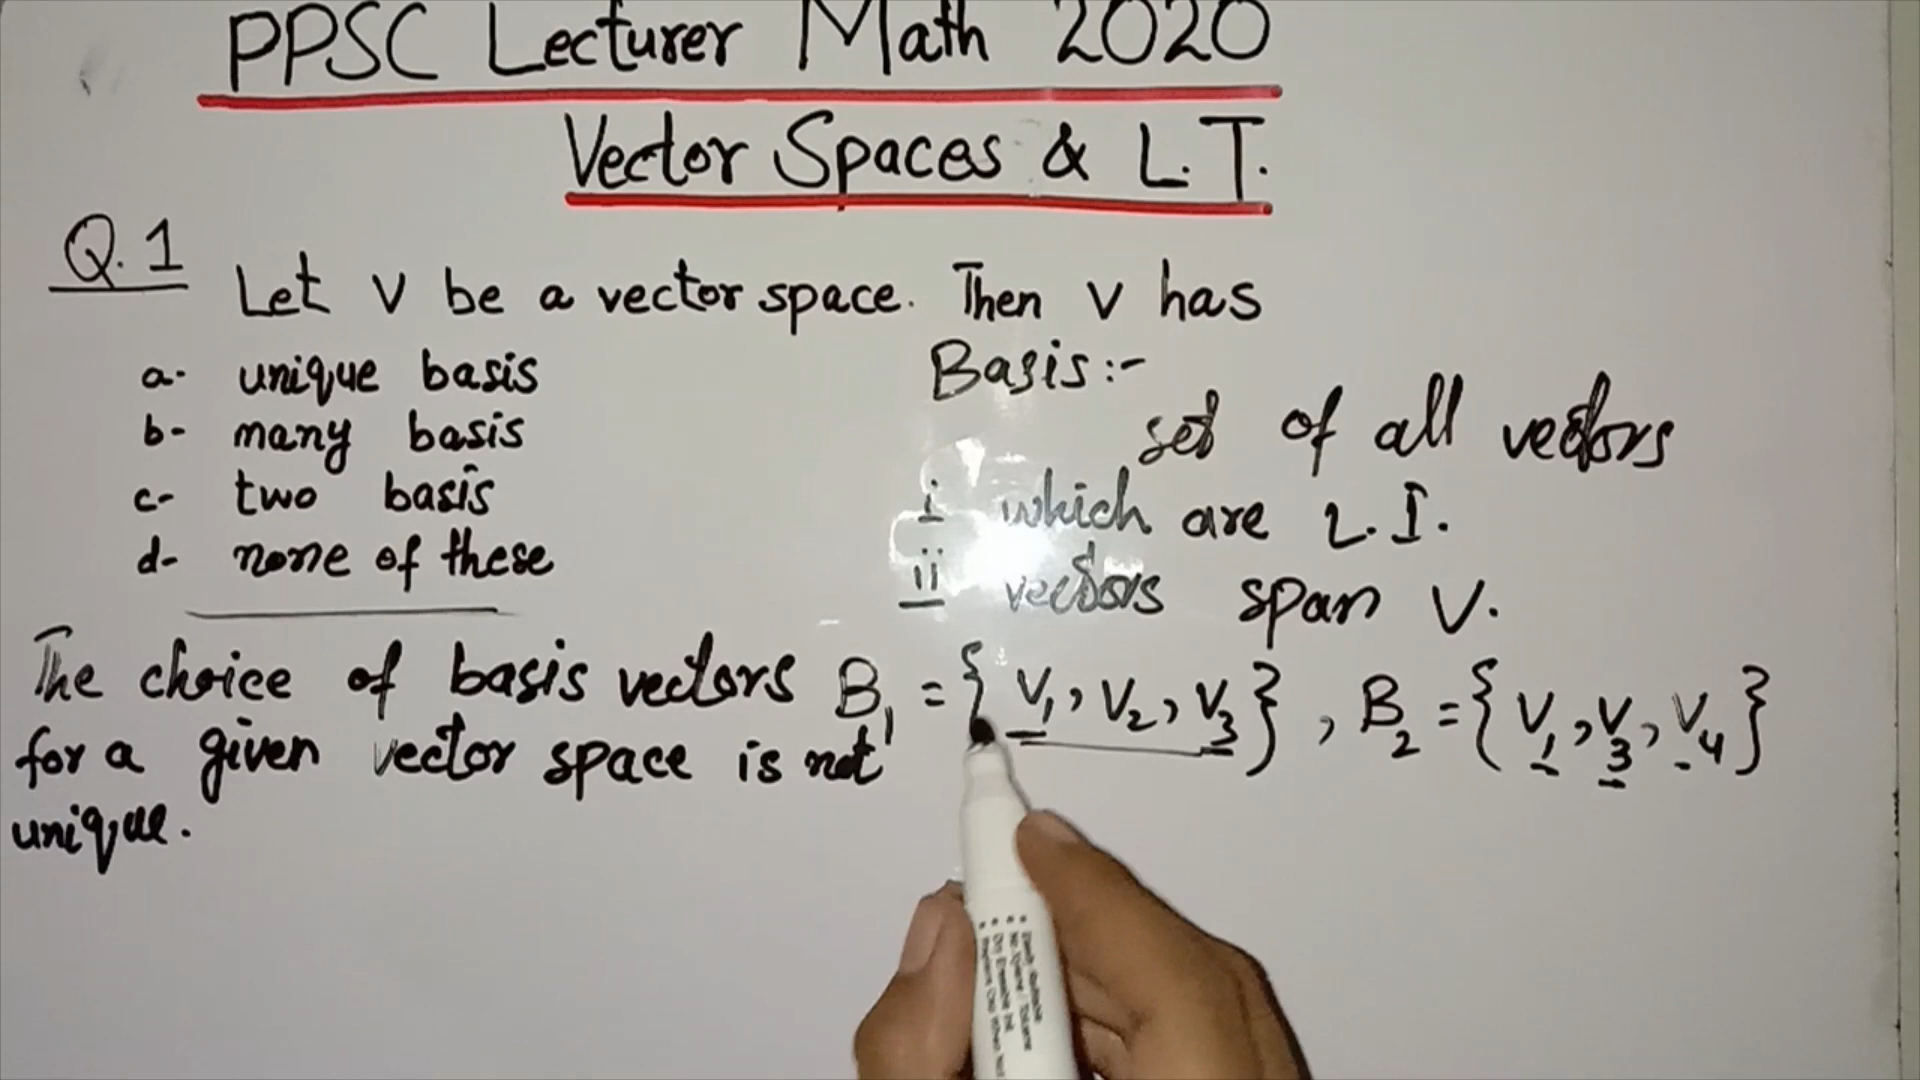 PPSC Lecturer Math 2020
Vector Spaces & L.T.
Q.1
Let V be a vector space. Then V has
a- unique basis
b- many basis
c- two basis
d- none of these
Basis:-
set of all vectors
i which are L.I.
ii vectors span V.
The choice of basis vectors
for a given vector space is not
unique.
B₁ = { V₁, V₂, V₃ }, B₂ = { V₁, V₃, V₄ }